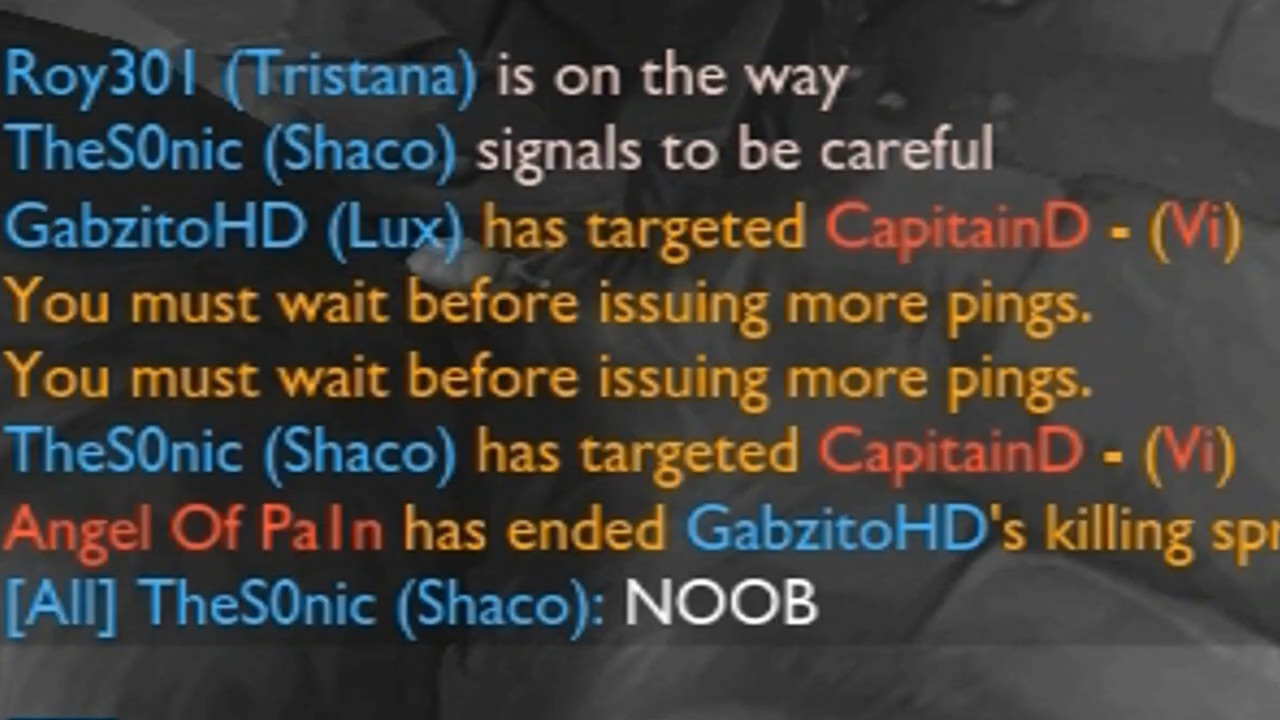 Roy301 (Tristana) is on the way
TheS0nic (Shaco) signals to be careful
GabzitoHD (Lux) has targeted CapitainD - (Vi)
You must wait before issuing more pings.
You must wait before issuing more pings.
TheS0nic (Shaco) has targeted CapitainD - (Vi)
Angel Of Pa1n has ended GabzitoHD's killing
[All] TheS0nic (Shaco): NOOB